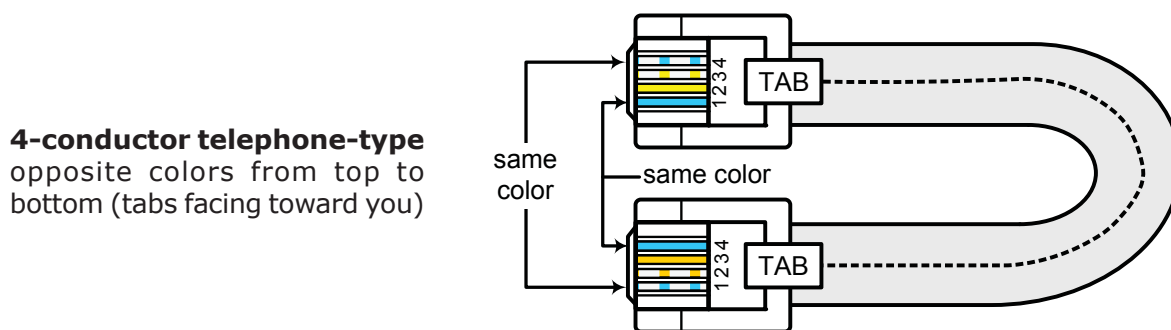 4-conductor telephone-type
opposite colors from top to
bottom (tabs facing toward you)
same
color
same color
1234
TAB
1234
TAB